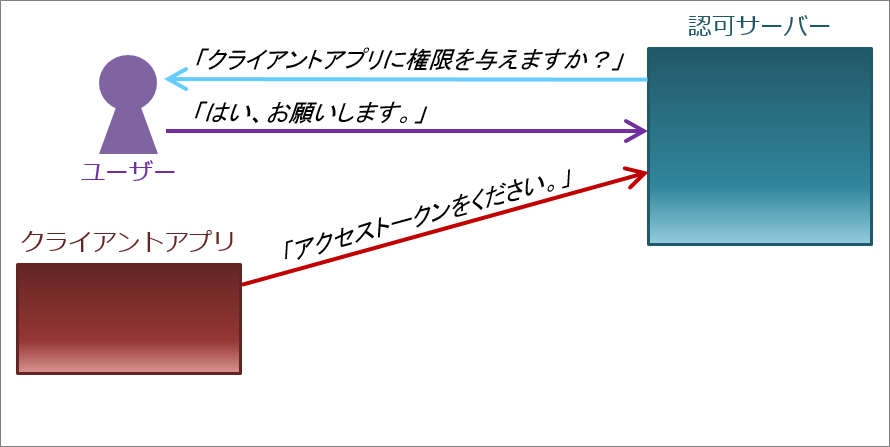 認可サーバー
「クライアントアプリに権限を与えますか？」
「はい、お願いします。」
ユーザー
「アクセストークンをください。」
クライアントアプリ